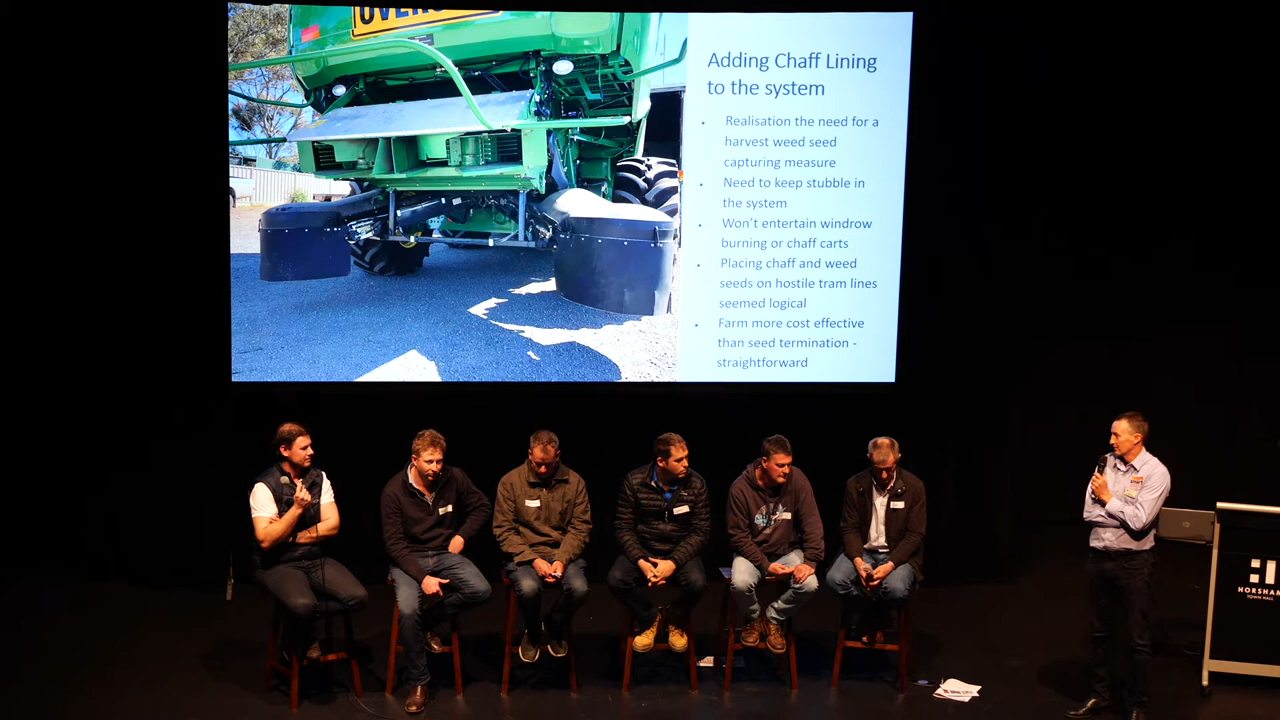 Adding Chaff Lining
to the system
• Realisation the need for a
harvest weed seed
capturing measure
• Need to keep stubble in
the system
• Won't entertain windrow
burning or chaff carts
• Placing chaff and weed
seeds on hostile tram lines
seemed logical
• Farm more cost effective
than seed termination -
straightforward
HORSHAM
TOWN HALL